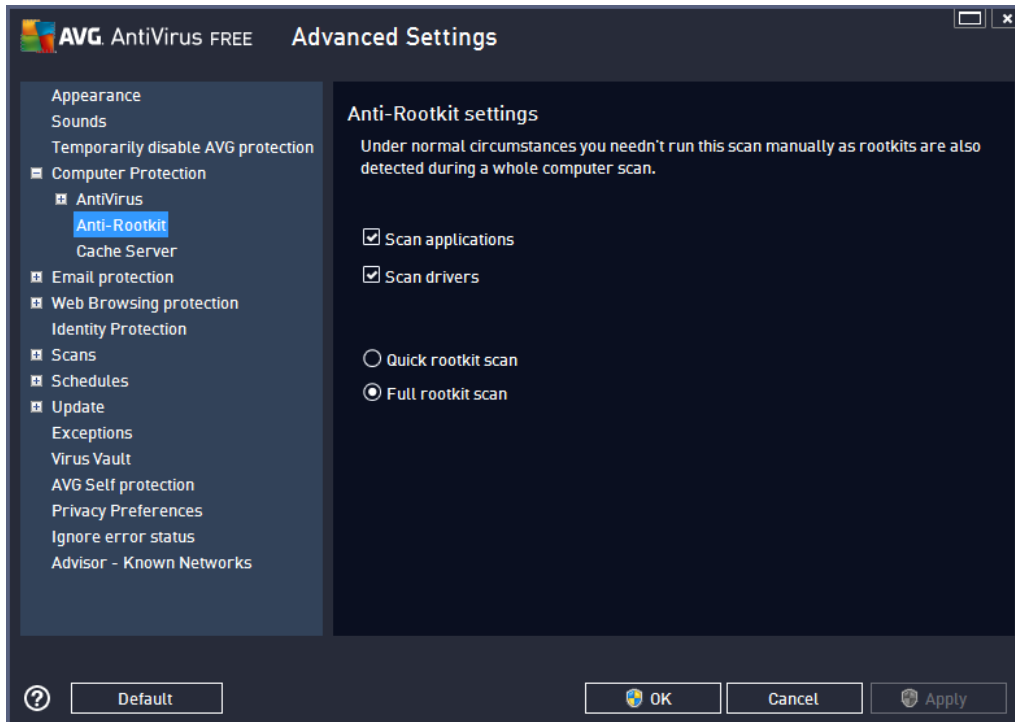 AVG. AntiVirus FREE Advanced Settings
Appearance
Sounds
Temporarily disable AVG protection
Computer Protection
AntiVirus
Anti-Rootkit
Cache Server
Email protection
Web Browsing protection
Identity Protection
Scans
Schedules
Update
Exceptions
Virus Vault
AVG Self protection
Privacy Preferences
Ignore error status
Advisor - Known Networks
Anti-Rootkit settings
Under normal circumstances you needn't run this scan manually as rootkits are also
detected during a whole computer scan.
Scan applications
Scan drivers
Quick rootkit scan
Full rootkit scan
? Default OK Cancel Apply